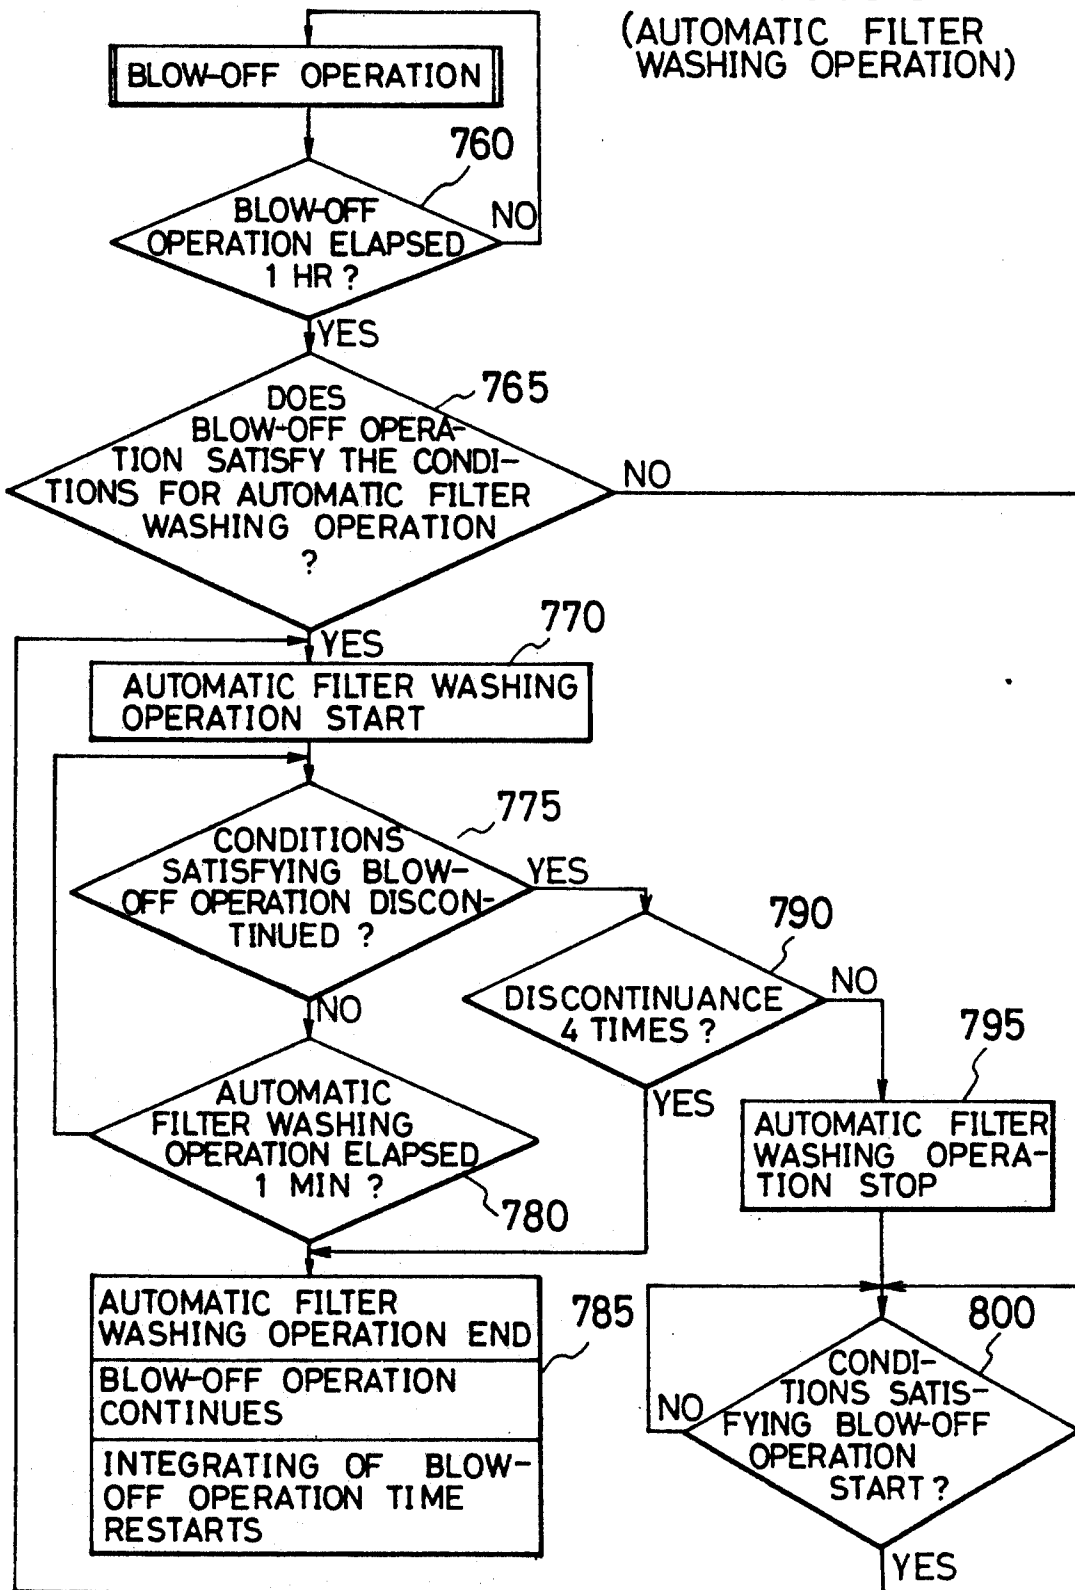 (AUTOMATIC FILTER
WASHING OPERATION)
BLOW-OFF OPERATION
760
BLOW-OFF
OPERATION ELAPSED
1 HR ?
NO
YES
765
DOES
BLOW-OFF OPERA-
TION SATISFY THE CONDI-
TIONS FOR AUTOMATIC FILTER
WASHING OPERATION
?
NO
YES
770
AUTOMATIC FILTER WASHING
OPERATION START
775
CONDITIONS
SATISFYING BLOW-
OFF OPERATION DISCON-
TINUED ?
YES
NO
790
DISCONTINUANCE
4 TIMES ?
NO
YES
795
AUTOMATIC FILTER
WASHING OPERA-
TION STOP
AUTOMATIC
FILTER WASHING
OPERATION ELAPSED
1 MIN ?
780
785
AUTOMATIC FILTER
WASHING OPERATION END
BLOW-OFF OPERATION
CONTINUES
INTEGRATING OF BLOW-
OFF OPERATION TIME
RESTARTS
800
CONDI-
TIONS SATIS-
FYING BLOW-OFF
OPERATION
START ?
NO
YES